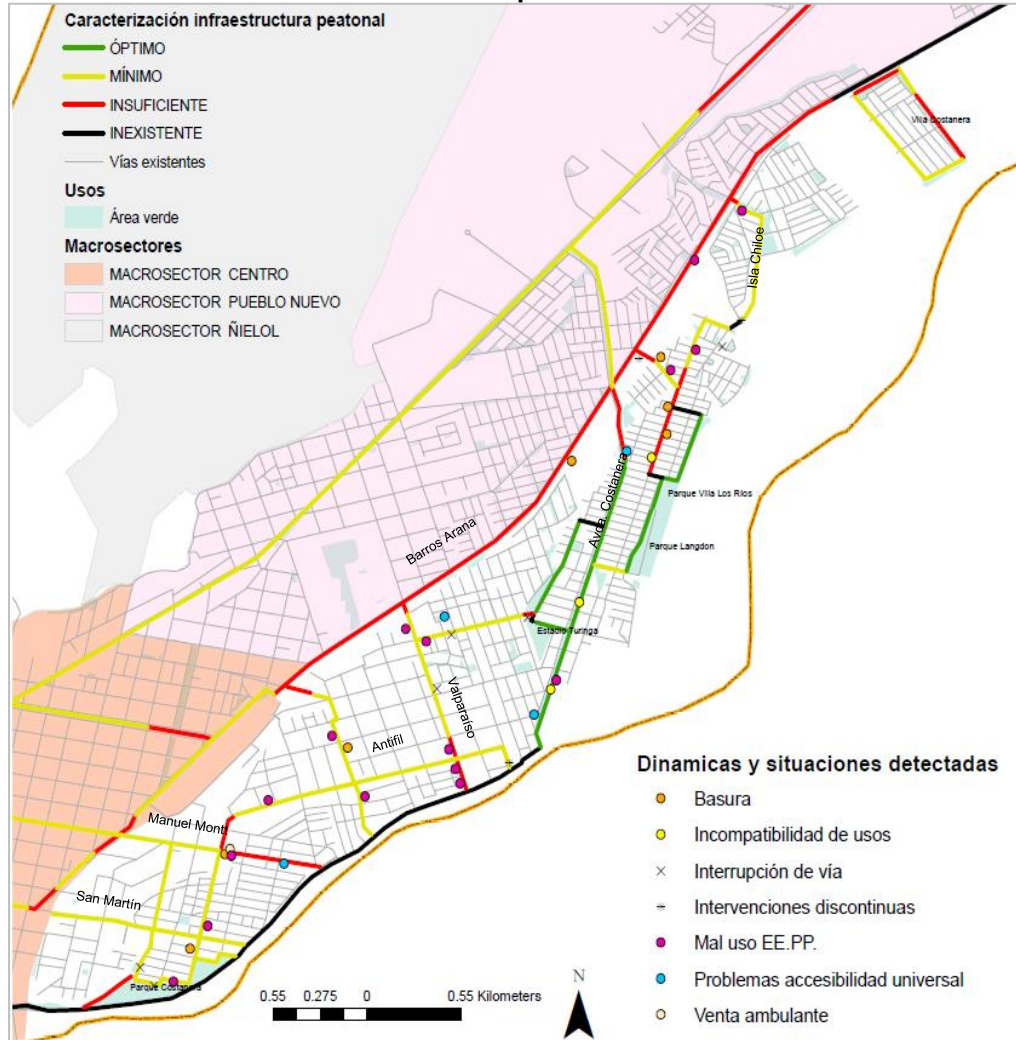 Caracterización infraestructura peatonal
ÓPTIMO
MÍNIMO
INSUFICIENTE
INEXISTENTE
Vías existentes
Usos
Área verde
Macrosectores
MACROSECTOR CENTRO
MACROSECTOR PUEBLO NUEVO
MACROSECTOR ÑIELOL
Villa Costanera
Isla Chiloe
Avda. Costanera
Parque Villa Los Rios
Parque Langdon
Barros Arana
Estadio Turinga
Valparaíso
Antifil
Manuel Montt
San Martín
Parque Costanera
0.55 0.275 0 0.55 Kilometers
N
Dinamicas y situaciones detectadas
Basura
Incompatibilidad de usos
Interrupción de vía
Intervenciones discontinuas
Mal uso EE.PP.
Problemas accesibilidad universal
Venta ambulante